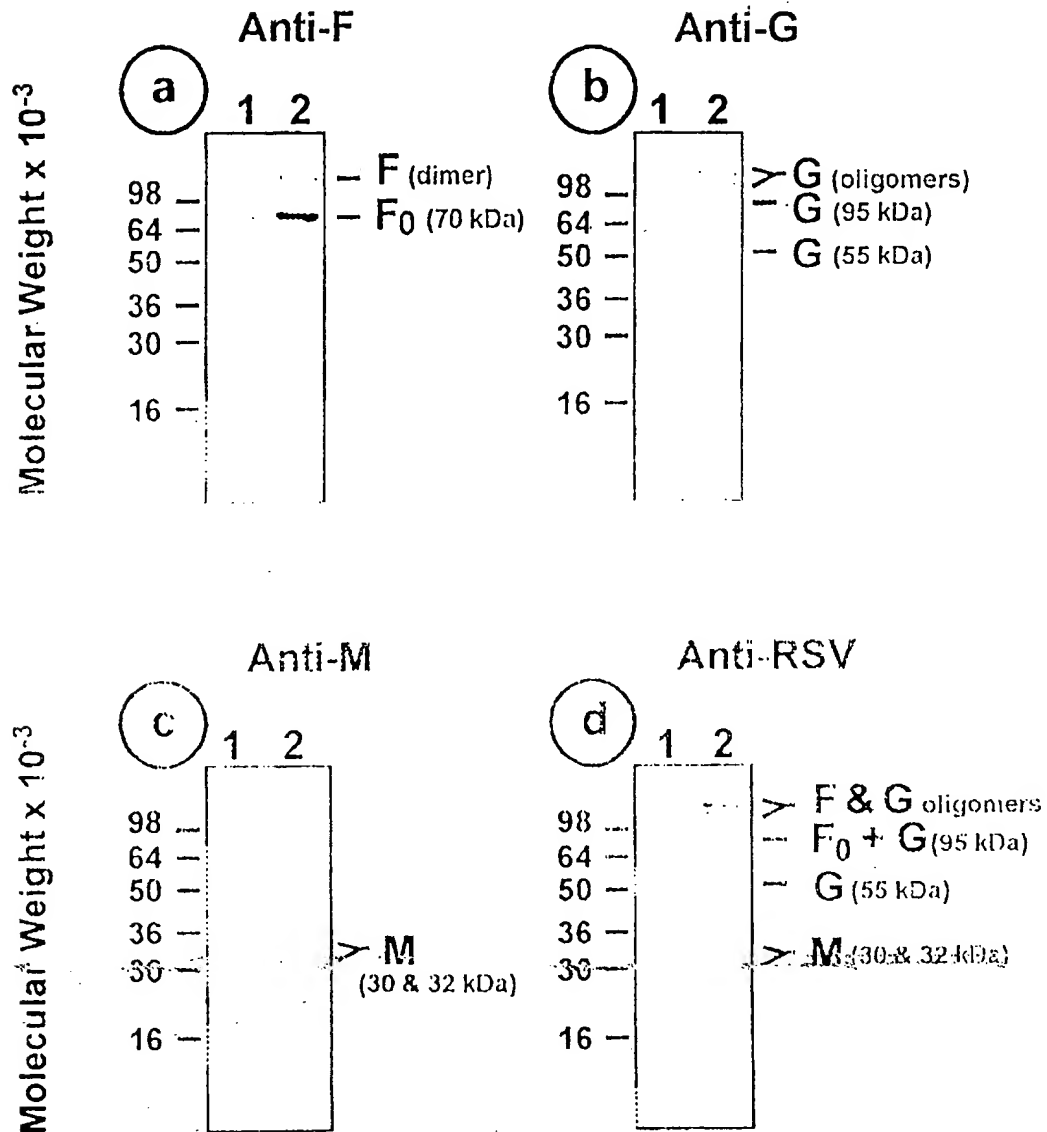 Anti-F
a
1 2
Molecular Weight x 10-3
98
64
50
36
30
16
F (dimer)
F0 (70 kDa)
Anti-G
b
1 2
98
64
50
36
30
16
G (oligomers)
G (95 kDa)
G (55 kDa)
Anti-M
c
1 2
Molecular Weight x 10-3
98
64
50
36
30
16
M
(30 & 32 kDa)
Anti-RSV
d
1 2
98
64
50
36
30
16
F & G oligomers
F0 + G (95 kDa)
G (55 kDa)
M (30 & 32 kDa)